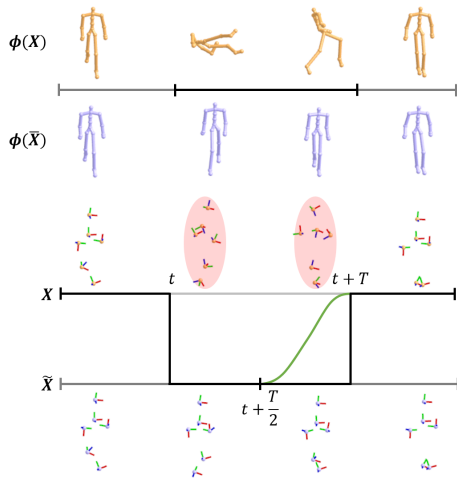 ϕ(X)
ϕ(X̅)
t
t + T
X
X̃
t + T/2